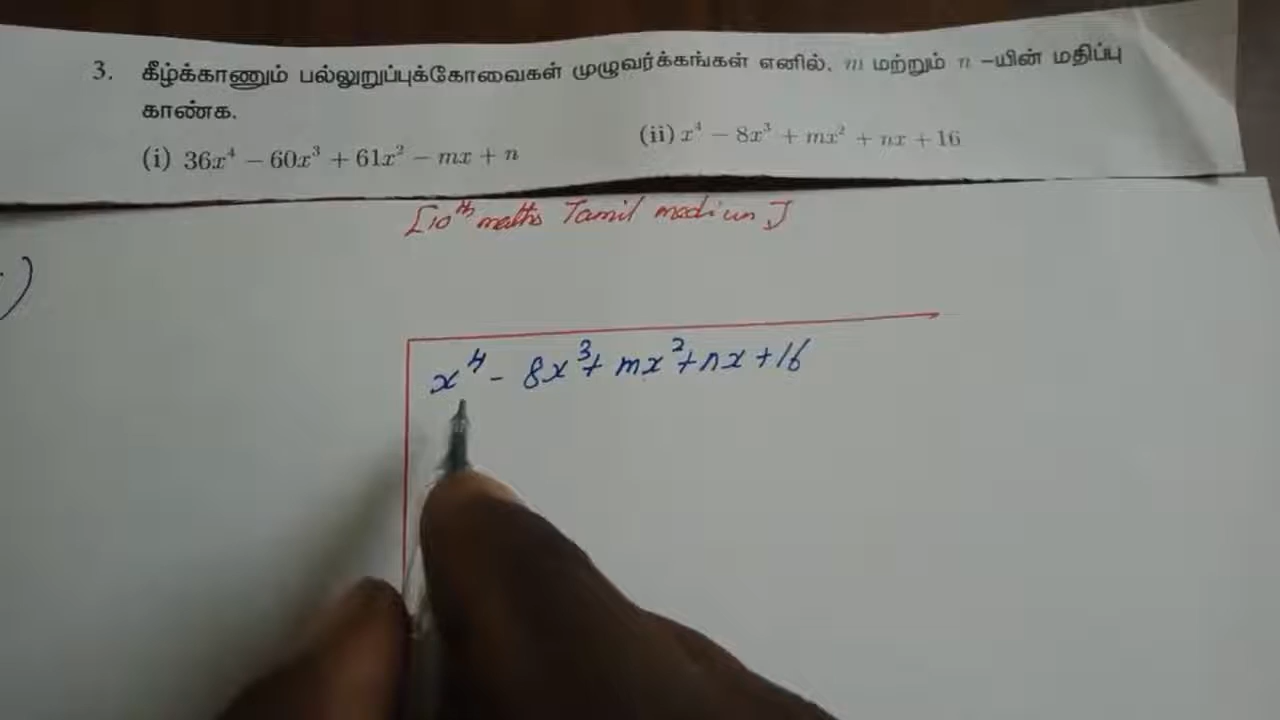 3. கீழ்க்காணும் பல்லுறுப்புக்கோவைகள் முழுவர்க்கங்கள் எனில், m மற்றும் n –யின் மதிப்பு
காண்க.
(i) 36x⁴ − 60x³ + 61x² − mx + n (ii) x⁴ − 8x³ + mx² + nx + 16
[10th maths Tamil medium]
)
x⁴ - 8x³ + mx² + nx + 16